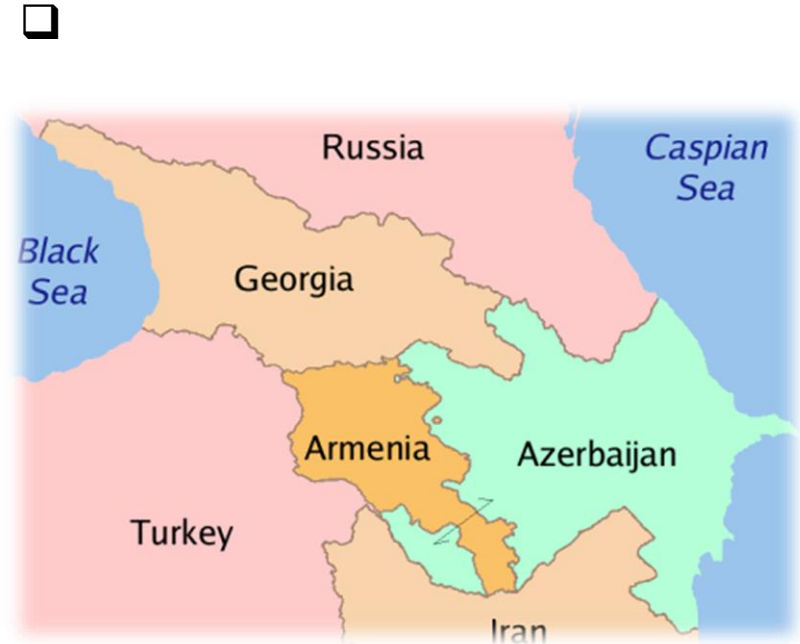 Russia
Caspian
Sea
Black
Sea
Georgia
Armenia
Azerbaijan
Turkey
Iran